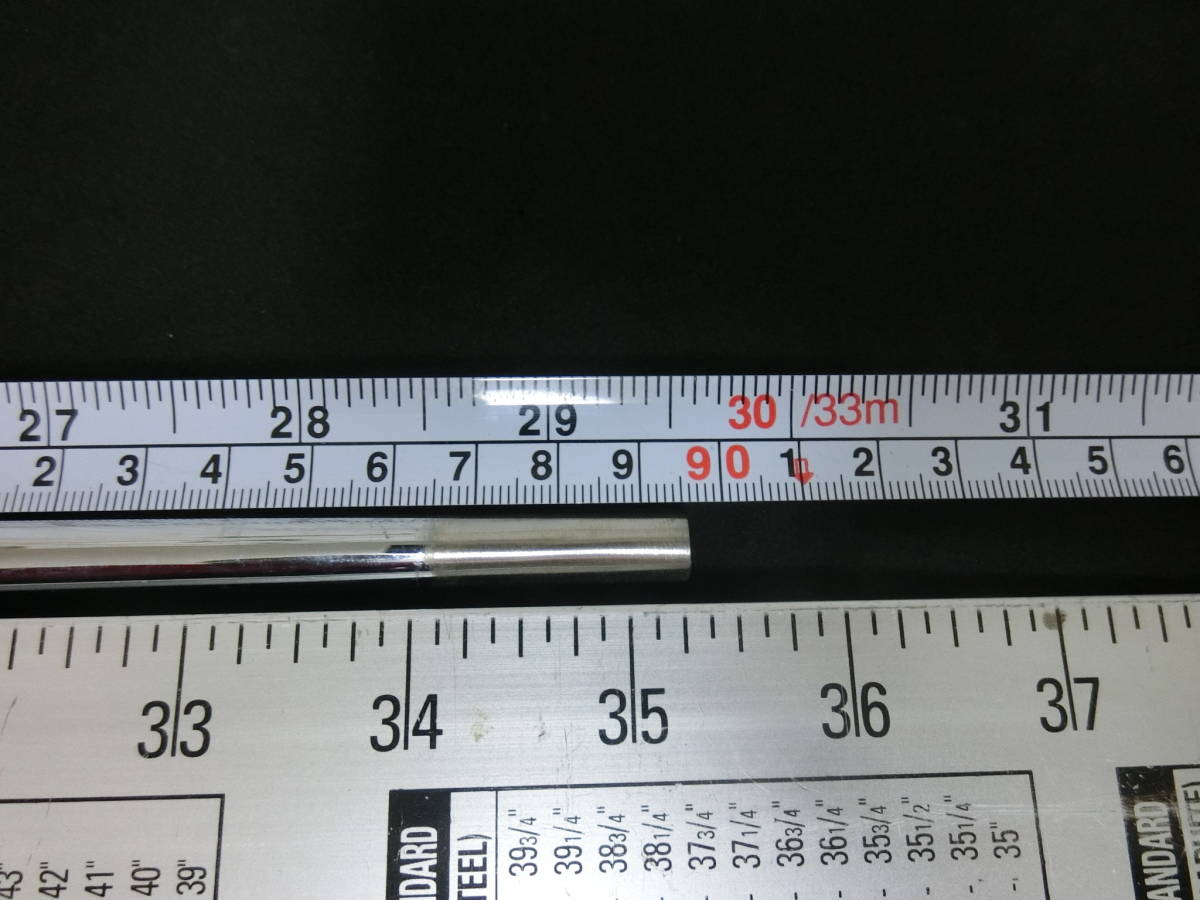 27 28 29 30 /33m 31
2 3 4 5 6 7 8 9 90 1 2 3 4 5 6
33 34 35 36 37
43" 42" 41" 40" 39"
NDARD
TEEL)
39 3/4" 39 1/4" 38 3/4" 38 1/4" 37 3/4" 37 1/4" 36 3/4" 36 1/4" 35 3/4" 35 1/2" 35 1/4" 35"
ANDARD